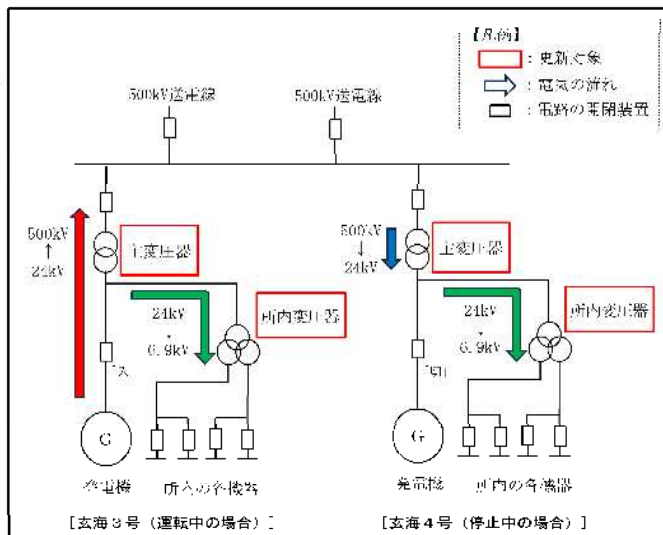 【凡例】
：更新対象
：電気の流れ
：電路の開閉装置
500kV送電線
500kV送電線
500kV
↑
24kV
主変圧器
24kV
6.9kV
所内変圧器
「入」
G
発電機
所内の各機器
［玄海３号（運転中の場合）］
500kV
↓
24kV
主変圧器
24kV
6.9kV
所内変圧器
「切」
G
発電機
所内の各機器
［玄海４号（停止中の場合）］